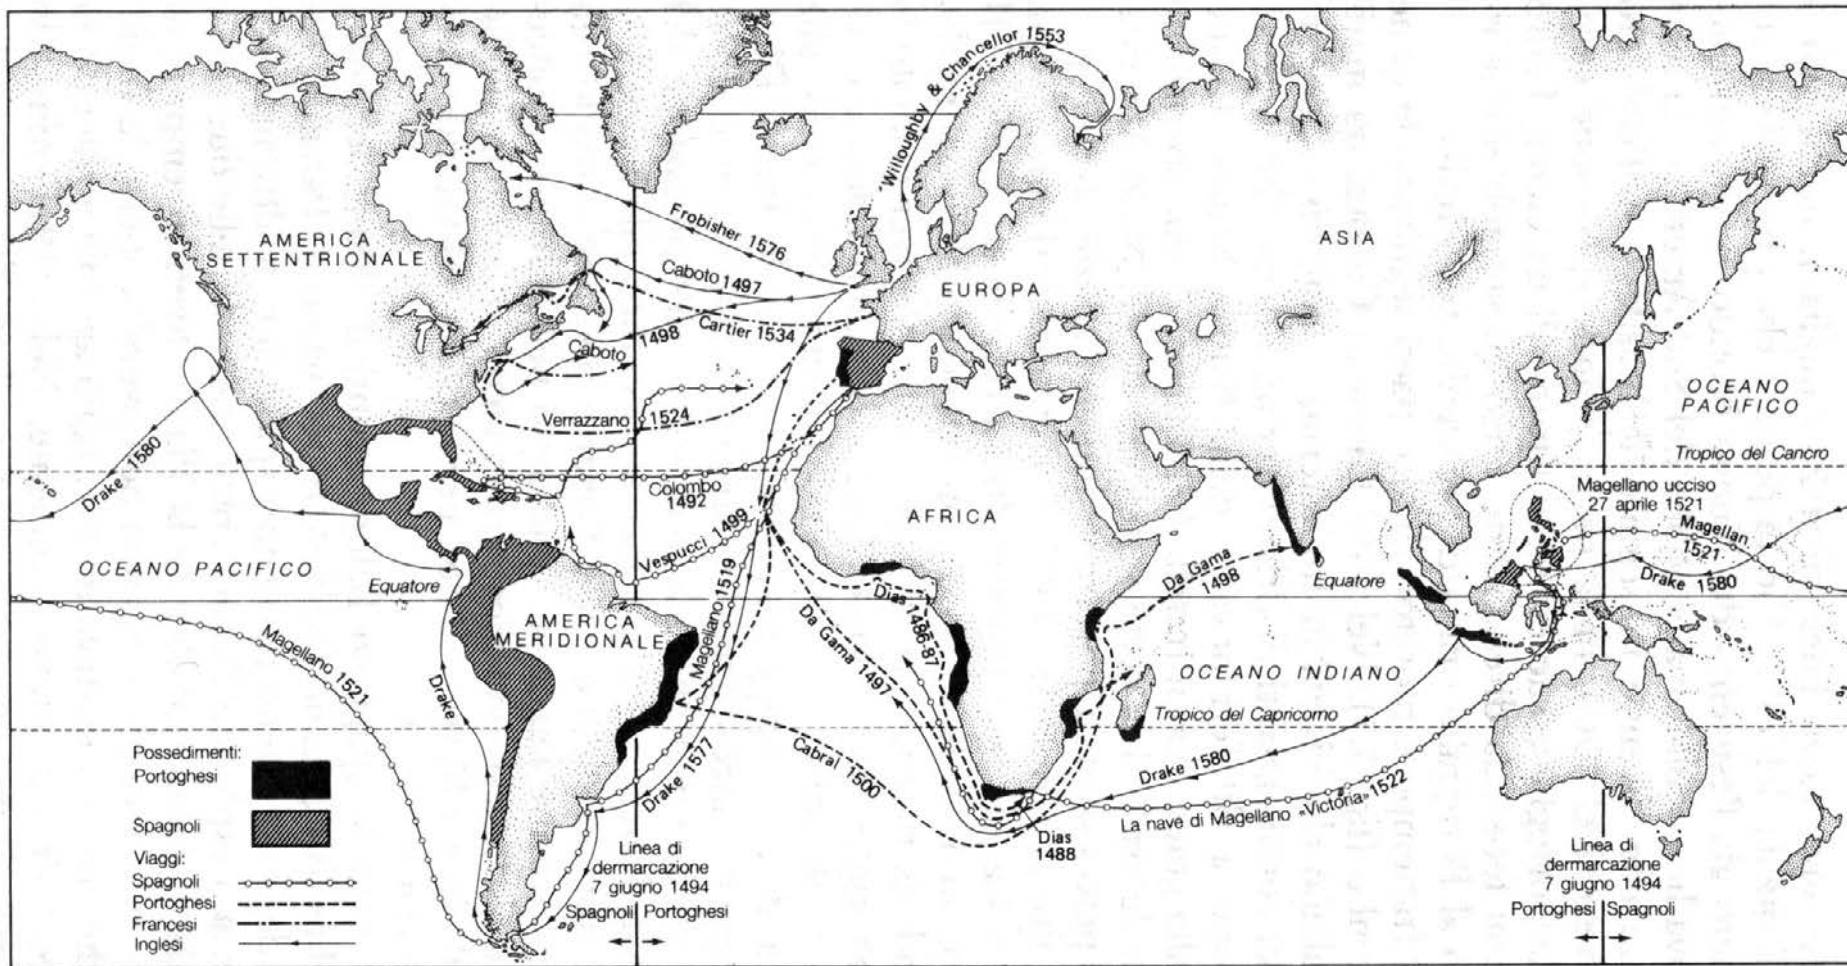 Willoughby & Chancellor 1553
AMERICA
SETTENTRIONALE
Frobisher 1576
Caboto 1497
EUROPA
ASIA
Cartier 1534
Caboto 1498
Verrazzano 1524
OCEANO
PACIFICO
Tropico del Cancro
Drake 1580
Colombo
1492
Magellano ucciso
27 aprile 1521
AFRICA
Vespucci 1499
Magellan
1521
Drake 1580
OCEANO PACIFICO
Equatore
Da Gama
1498
Equatore
AMERICA
MERIDIONALE
Magellano 1519
Dias
1486-87
Da Gama 1497
Magellano 1521
Drake
OCEANO INDIANO
Tropico del Capricorno
Drake 1577
Cabral 1500
Drake 1580
La nave di Magellano «Victoria» 1522
Dias
1488
Possedimenti:
Portoghesi
Spagnoli
Viaggi:
Spagnoli
Portoghesi
Francesi
Inglesi
Linea di
dermarcazione
7 giugno 1494
Spagnoli Portoghesi
Linea di
dermarcazione
7 giugno 1494
Portoghesi Spagnoli